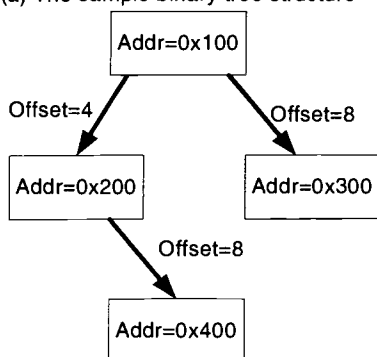 (a) The sample binary tree structure
Addr=0x100
Offset=4
Offset=8
Addr=0x200
Addr=0x300
Offset=8
Addr=0x400